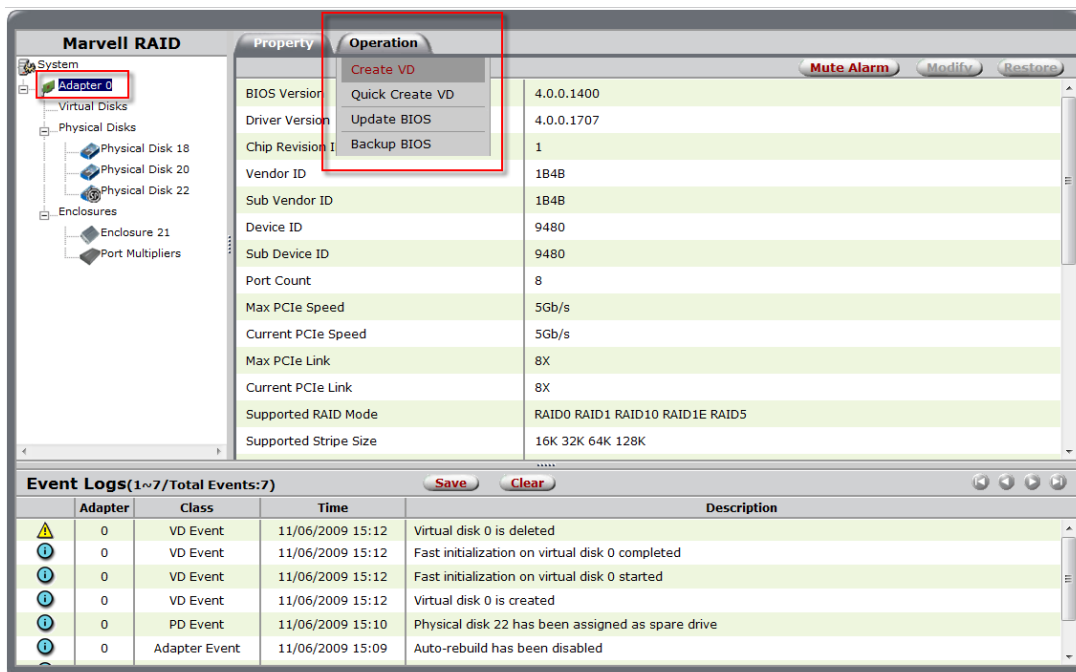 Marvell RAID
Property Operation
System
Adapter 0
Virtual Disks
Physical Disks
Physical Disk 18
Physical Disk 20
Physical Disk 22
Enclosures
Enclosure 21
Port Multipliers
Create VD
Quick Create VD
Update BIOS
Backup BIOS
Mute Alarm Modify Restore
BIOS Version 4.0.0.1400
Driver Version 4.0.0.1707
Chip Revision I 1
Vendor ID 1B4B
Sub Vendor ID 1B4B
Device ID 9480
Sub Device ID 9480
Port Count 8
Max PCIe Speed 5Gb/s
Current PCIe Speed 5Gb/s
Max PCIe Link 8X
Current PCIe Link 8X
Supported RAID Mode RAID0 RAID1 RAID10 RAID1E RAID5
Supported Stripe Size 16K 32K 64K 128K
Event Logs(1~7/Total Events:7) Save Clear
Adapter Class Time Description
0 VD Event 11/06/2009 15:12 Virtual disk 0 is deleted
0 VD Event 11/06/2009 15:12 Fast initialization on virtual disk 0 completed
0 VD Event 11/06/2009 15:12 Fast initialization on virtual disk 0 started
0 VD Event 11/06/2009 15:12 Virtual disk 0 is created
0 PD Event 11/06/2009 15:10 Physical disk 22 has been assigned as spare drive
0 Adapter Event 11/06/2009 15:09 Auto-rebuild has been disabled